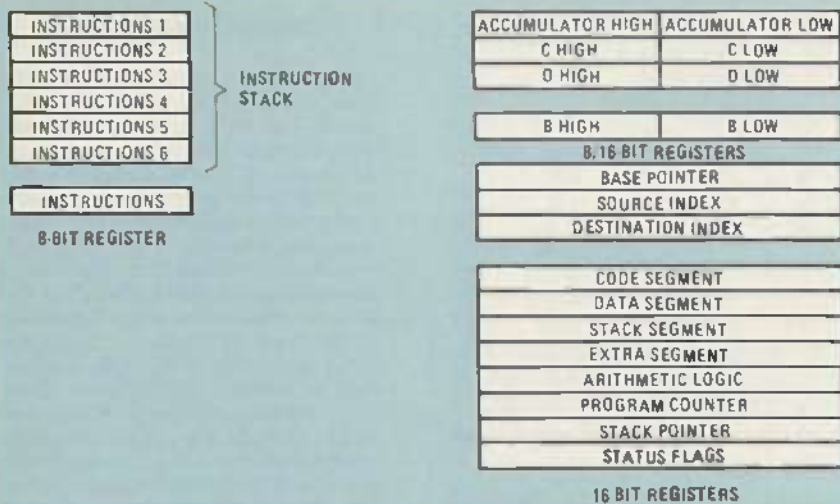 INSTRUCTIONS 1
INSTRUCTIONS 2
INSTRUCTIONS 3
INSTRUCTIONS 4
INSTRUCTIONS 5
INSTRUCTIONS 6
INSTRUCTION
STACK
INSTRUCTIONS
8-BIT REGISTER
ACCUMULATOR HIGH ACCUMULATOR LOW
C HIGH C LOW
D HIGH D LOW
B HIGH B LOW
8,16 BIT REGISTERS
BASE POINTER
SOURCE INDEX
DESTINATION INDEX
CODE SEGMENT
DATA SEGMENT
STACK SEGMENT
EXTRA SEGMENT
ARITHMETIC LOGIC
PROGRAM COUNTER
STACK POINTER
STATUS FLAGS
16 BIT REGISTERS